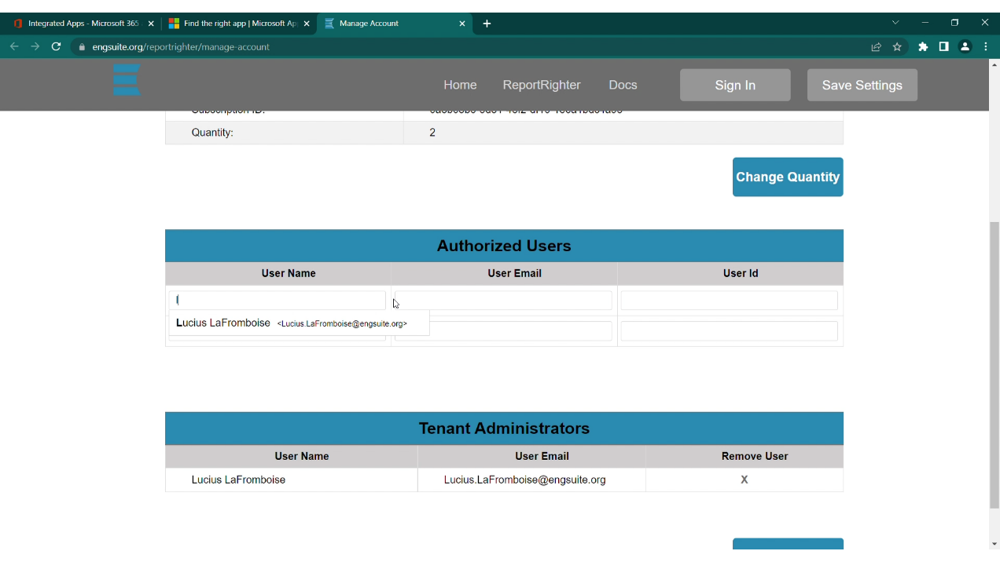 Integrated Apps - Microsoft 365
Find the right app | Microsoft Ap
Manage Account
engsuite.org/reportrighter/manage-account
Home
ReportRighter
Docs
Sign In
Save Settings
Subscription ID:
Quantity:
2
Change Quantity
Authorized Users
User Name
User Email
User Id
l
Lucius LaFromboise <Lucius.LaFromboise@engsuite.org>
Tenant Administrators
User Name
User Email
Remove User
Lucius LaFromboise
Lucius.LaFromboise@engsuite.org
X